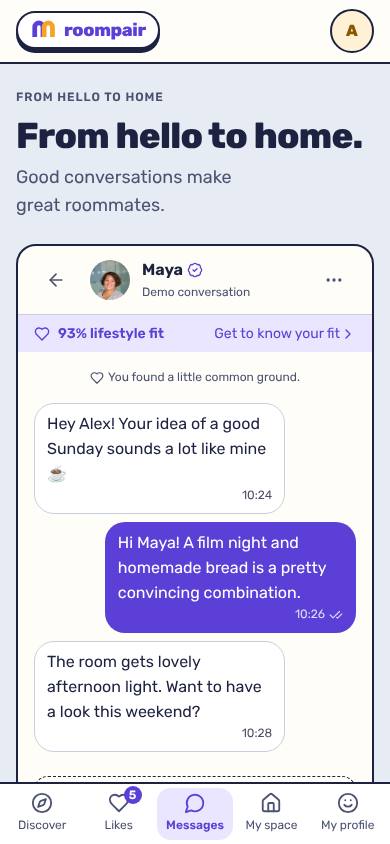 roompair
A
FROM HELLO TO HOME
From hello to home.
Good conversations make
great roommates.
Maya
Demo conversation
93% lifestyle fit
Get to know your fit
You found a little common ground.
Hey Alex! Your idea of a good
Sunday sounds a lot like mine
☕
10:24
Hi Maya! A film night and
homemade bread is a pretty
convincing combination.
10:26
The room gets lovely
afternoon light. Want to have
a look this weekend?
10:28
5
Discover
Likes
Messages
My space
My profile